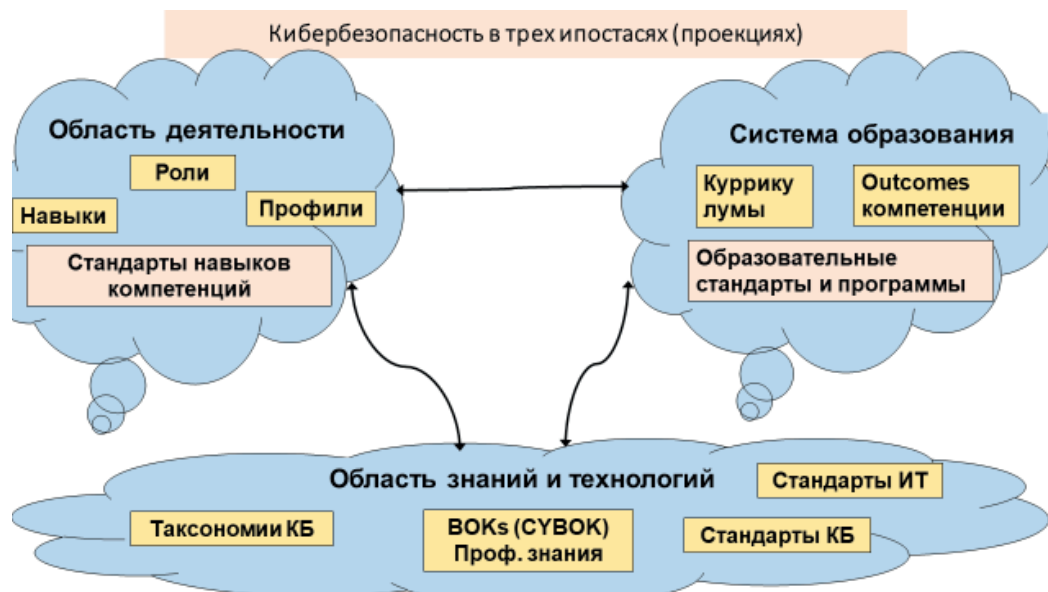 Кибербезопасность в трех ипостасях (проекциях)
Область деятельности
Роли
Навыки
Профили
Стандарты навыков
компетенций
Система образования
Куррику
лумы
Outcomes
компетенции
Образовательные
стандарты и программы
Область знаний и технологий
Стандарты ИТ
Таксономии КБ
BOKs (CYBOK)
Проф. знания
Стандарты КБ